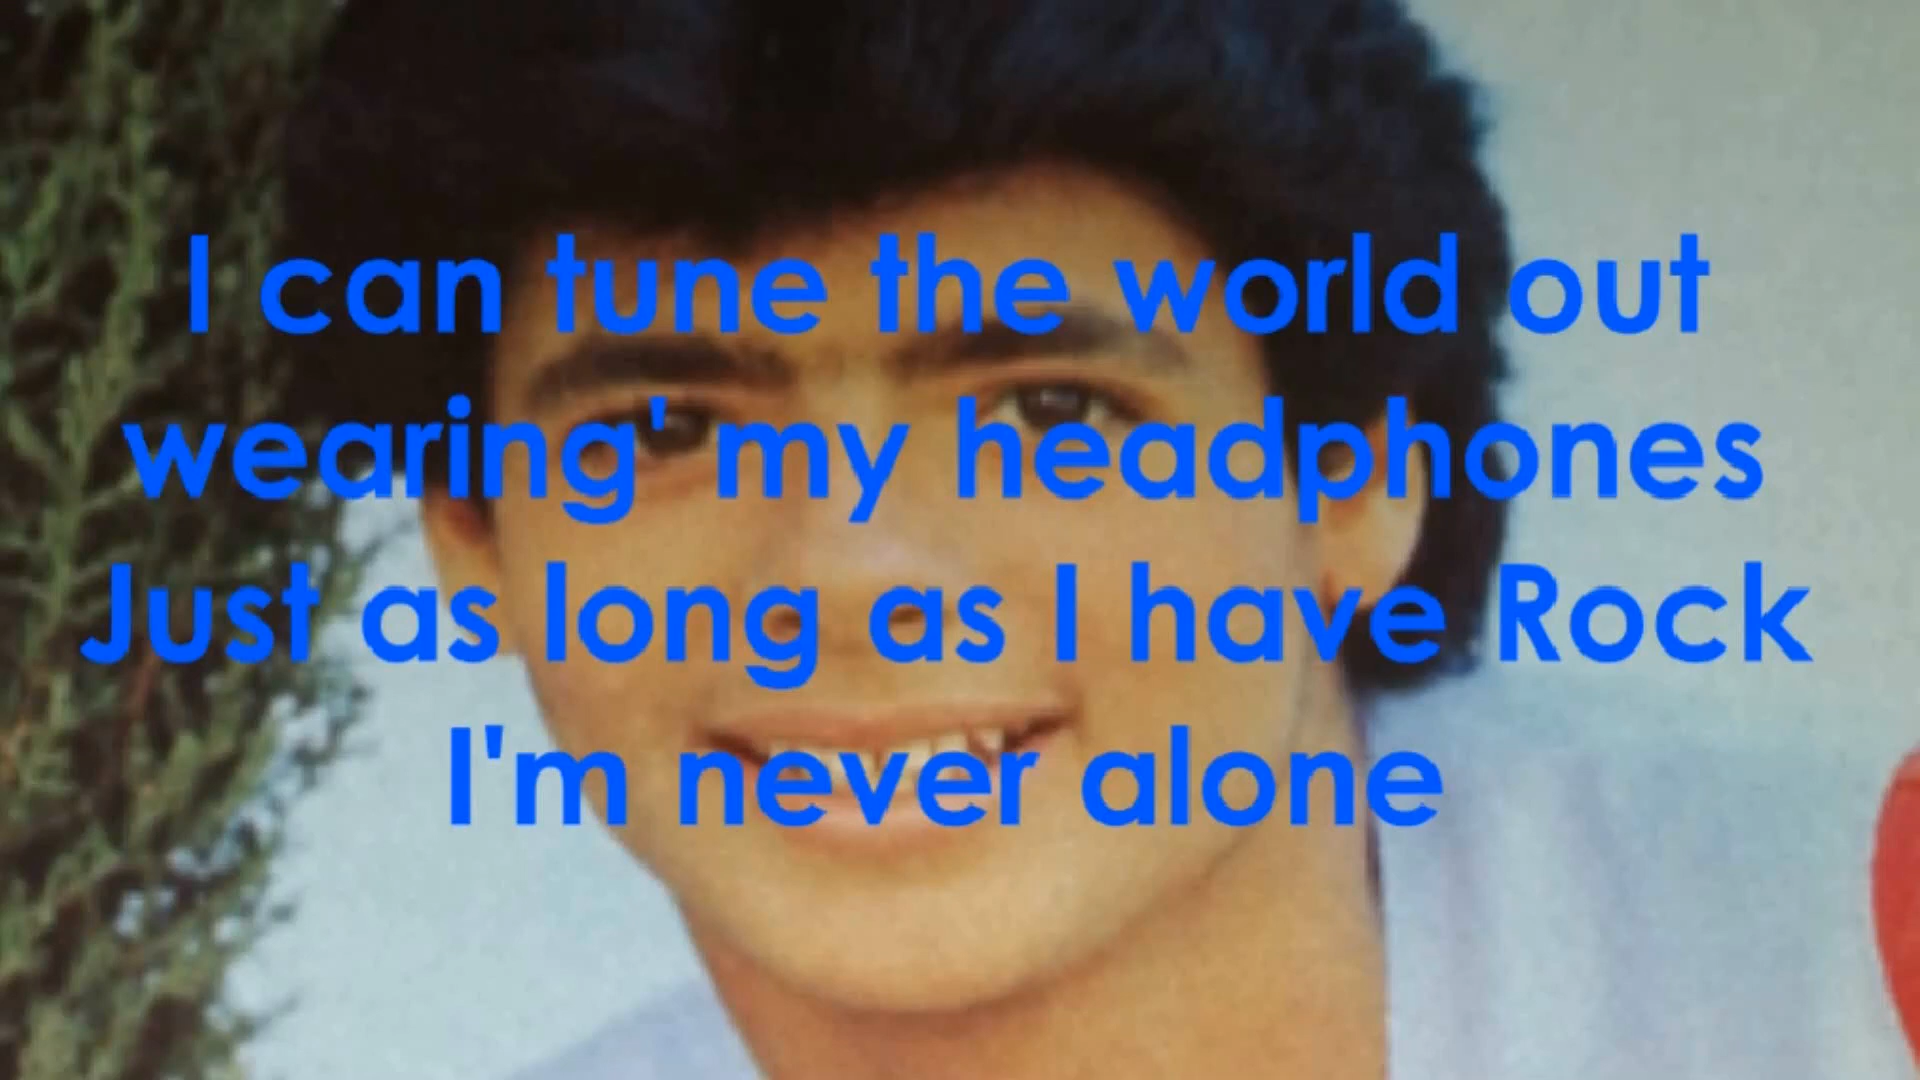 I can tune the world out
wearing' my headphones
Just as long as I have Rock
I'm never alone